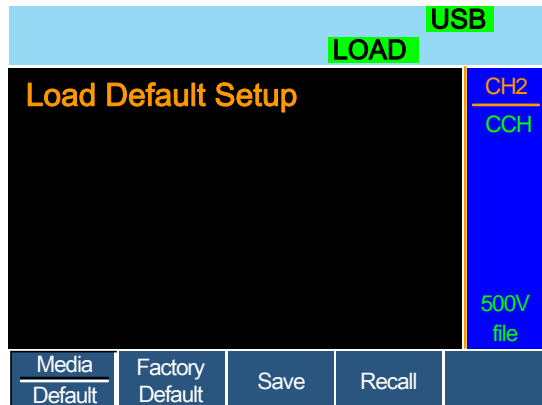 USB
LOAD
Load Default Setup
CH2
CCH
500V
file
Media
Default
Factory
Default
Save
Recall